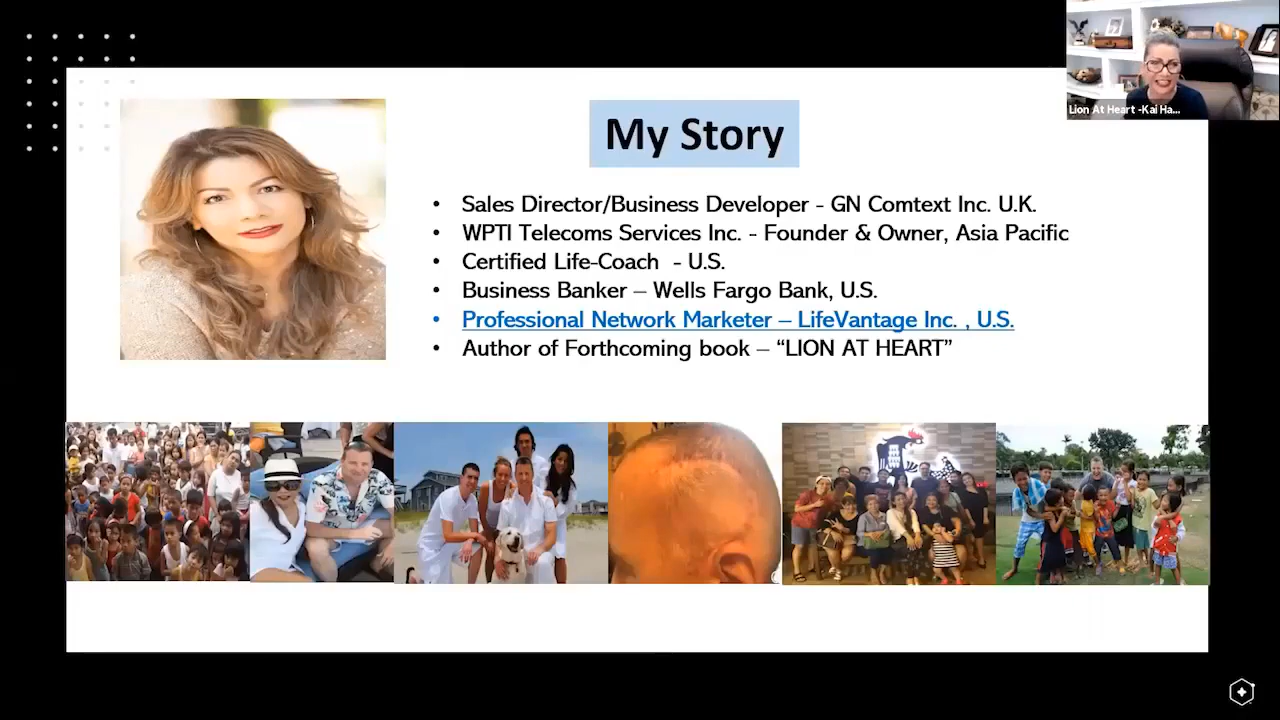 Lion At Heart -Kai Ha...
My Story
• Sales Director/Business Developer - GN Comtext Inc. U.K.
• WPTI Telecoms Services Inc. - Founder & Owner, Asia Pacific
• Certified Life-Coach - U.S.
• Business Banker – Wells Fargo Bank, U.S.
• Professional Network Marketer – LifeVantage Inc. , U.S.
• Author of Forthcoming book – “LION AT HEART”